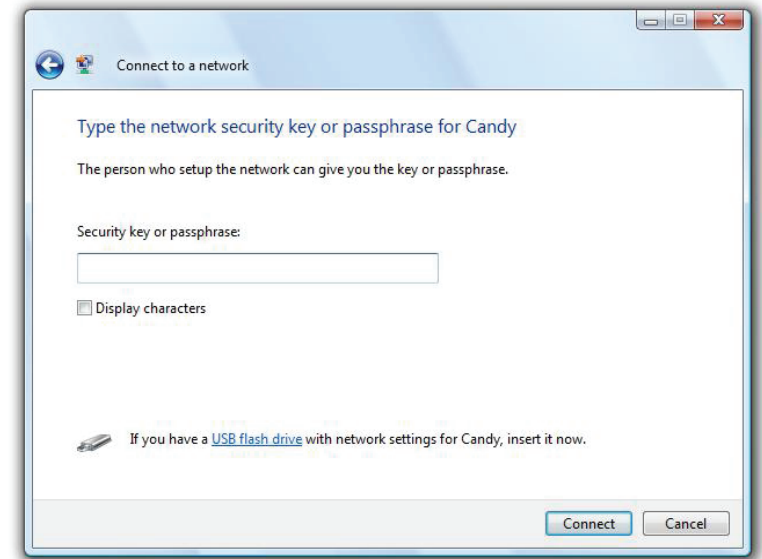 Connect to a network
Type the network security key or passphrase for Candy
The person who setup the network can give you the key or passphrase.
Security key or passphrase:
Display characters
If you have a USB flash drive with network settings for Candy, insert it now.
Connect Cancel